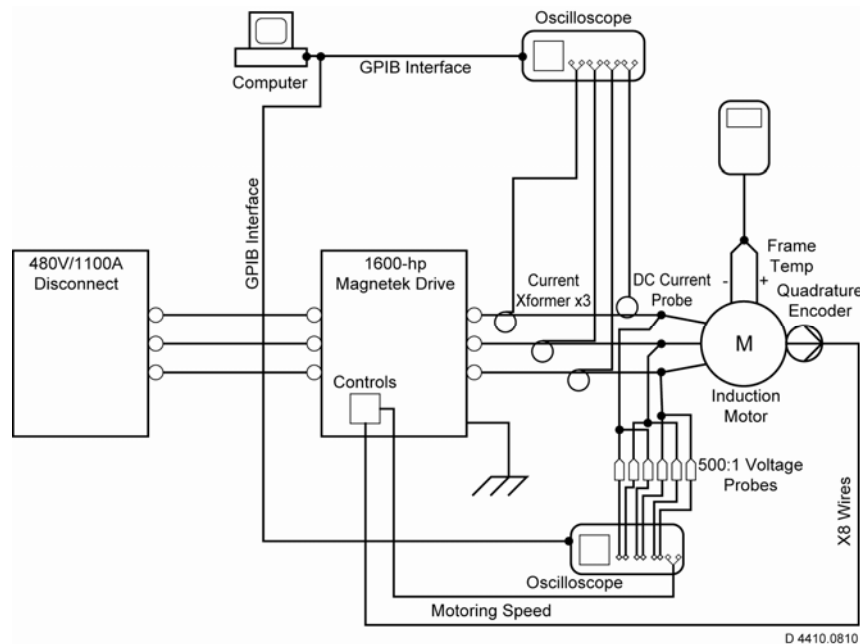 Oscilloscope
Computer
GPIB Interface
GPIB Interface
480V/1100A
Disconnect
1600-hp
Magnetek Drive
Current
Xformer x3
DC Current
Probe
Frame
Temp
- +
Quadrature
Encoder
M
Induction
Motor
Controls
500:1 Voltage
Probes
X8 Wires
Oscilloscope
Motoring Speed
D 4410.0810